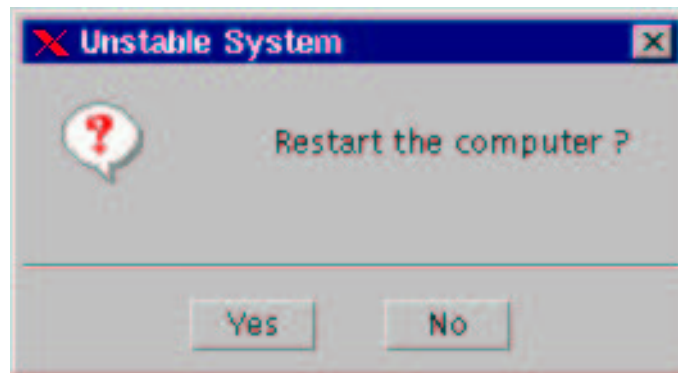 Unstable System
Restart the computer ?
Yes No